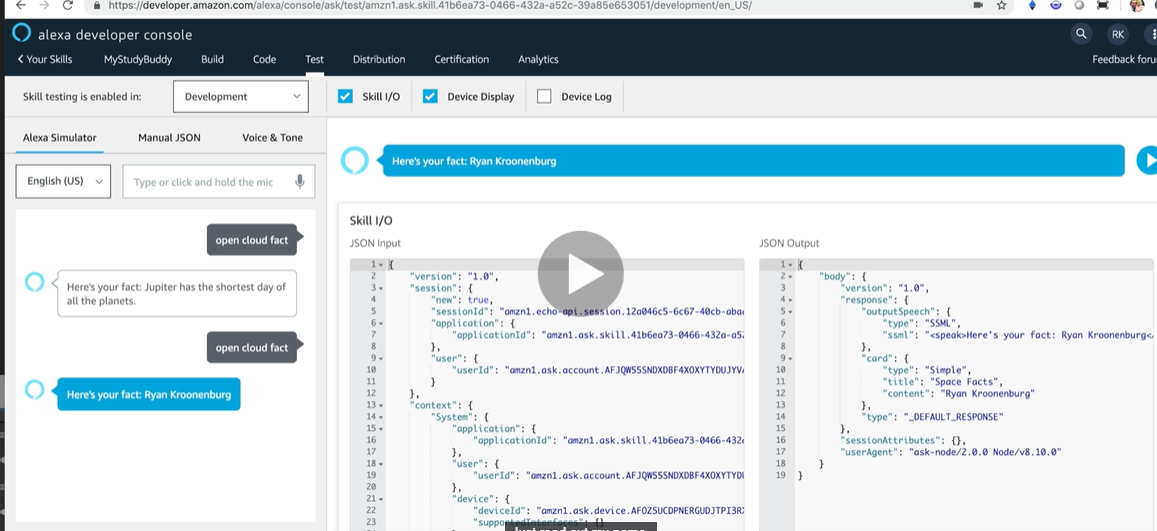 https://developer.amazon.com/alexa/console/ask/test/amzn1.ask.skill.41b6ea73-0466-432a-a52c-39a85e653051/development/en_US/
alexa developer console
RK
< Your Skills MyStudyBuddy Build Code Test Distribution Certification Analytics Feedback foru
Skill testing is enabled in: Development Skill I/O Device Display Device Log
Alexa Simulator Manual JSON Voice & Tone
English (US) Type or click and hold the mic
open cloud fact
Here's your fact: Jupiter has the shortest day of
all the planets.
open cloud fact
Here's your fact: Ryan Kroonenburg
Here's your fact: Ryan Kroonenburg
Skill I/O
JSON Input
1 {
2 "version": "1.0",
3 "session": {
4 "new": true,
5 "sessionId": "amzn1.echo-api.session.12a046c5-6c67-40cb-aba
6 "application": {
7 "applicationId": "amzn1.ask.skill.41b6ea73-0466-432a-a5
8 },
9 "user": {
10 "userId": "amzn1.ask.account.AFJQW55SNDXDBF4XOXYTYDUJYV
11 }
12 },
13 "context": {
14 "System": {
15 "application": {
16 "applicationId": "amzn1.ask.skill.41b6ea73-0466-432
17 },
18 "user": {
19 "userId": "amzn1.ask.account.AFJQW55SNDXDBF4XOXYTYD
20 },
21 "device": {
22 "deviceId": "amzn1.ask.device.AFOZ5UCDPNERGUDJTPI3R
23 "supportedInterfaces": {}
JSON Output
1 {
2 "body": {
3 "version": "1.0",
4 "response": {
5 "outputSpeech": {
6 "type": "SSML",
7 "ssml": "<speak>Here's your fact: Ryan Kroonenburg<
8 },
9 "card": {
10 "type": "Simple",
11 "title": "Space Facts",
12 "content": "Ryan Kroonenburg"
13 },
14 "type": "_DEFAULT_RESPONSE"
15 },
16 "sessionAttributes": {},
17 "userAgent": "ask-node/2.0.0 Node/v8.10.0"
18 }
19 }